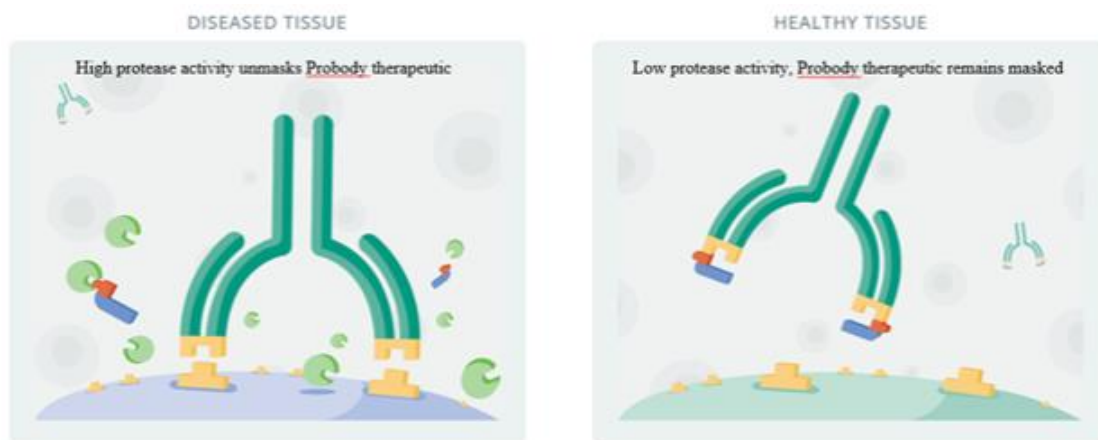 DISEASED TISSUE
High protease activity unmasks Probody therapeutic
HEALTHY TISSUE
Low protease activity, Probody therapeutic remains masked